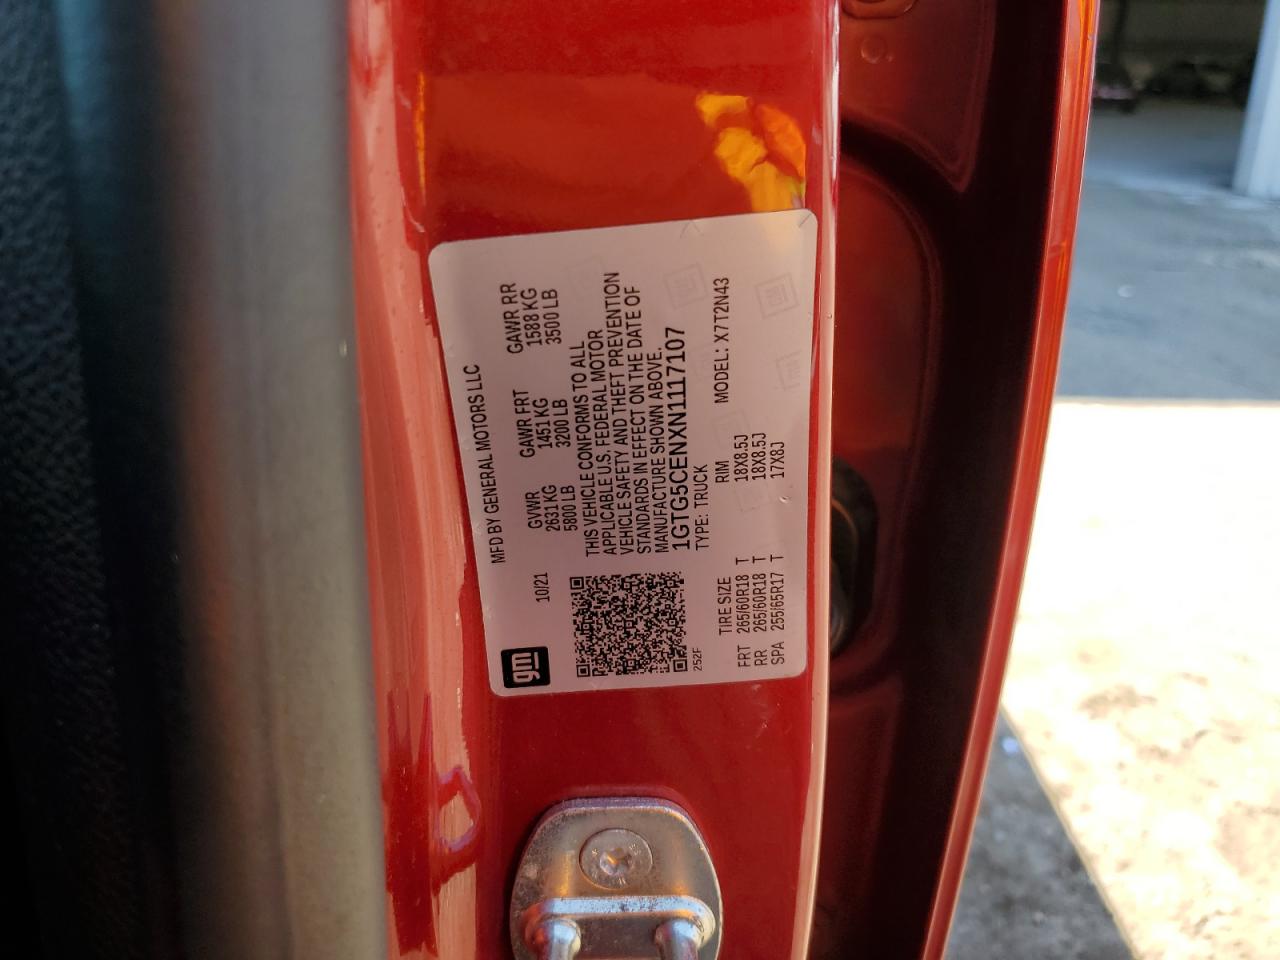 MFD BY GENERAL MOTORS LLC
10/21
GVWR GAWR FRT GAWR RR
2631 KG 1451 KG 1588 KG
5800 LB 3200 LB 3500 LB
THIS VEHICLE CONFORMS TO ALL
APPLICABLE U.S. FEDERAL MOTOR
VEHICLE SAFETY AND THEFT PREVENTION
STANDARDS IN EFFECT ON THE DATE OF
MANUFACTURE SHOWN ABOVE.
gm
1GTG5CENXN1117107
252F
TYPE: TRUCK MODEL: X7T2N43
TIRE SIZE RIM
FRT 265/60R18 T 18X8.5J
RR 265/60R18 T 18X8.5J
SPA 255/65R17 T 17X8J